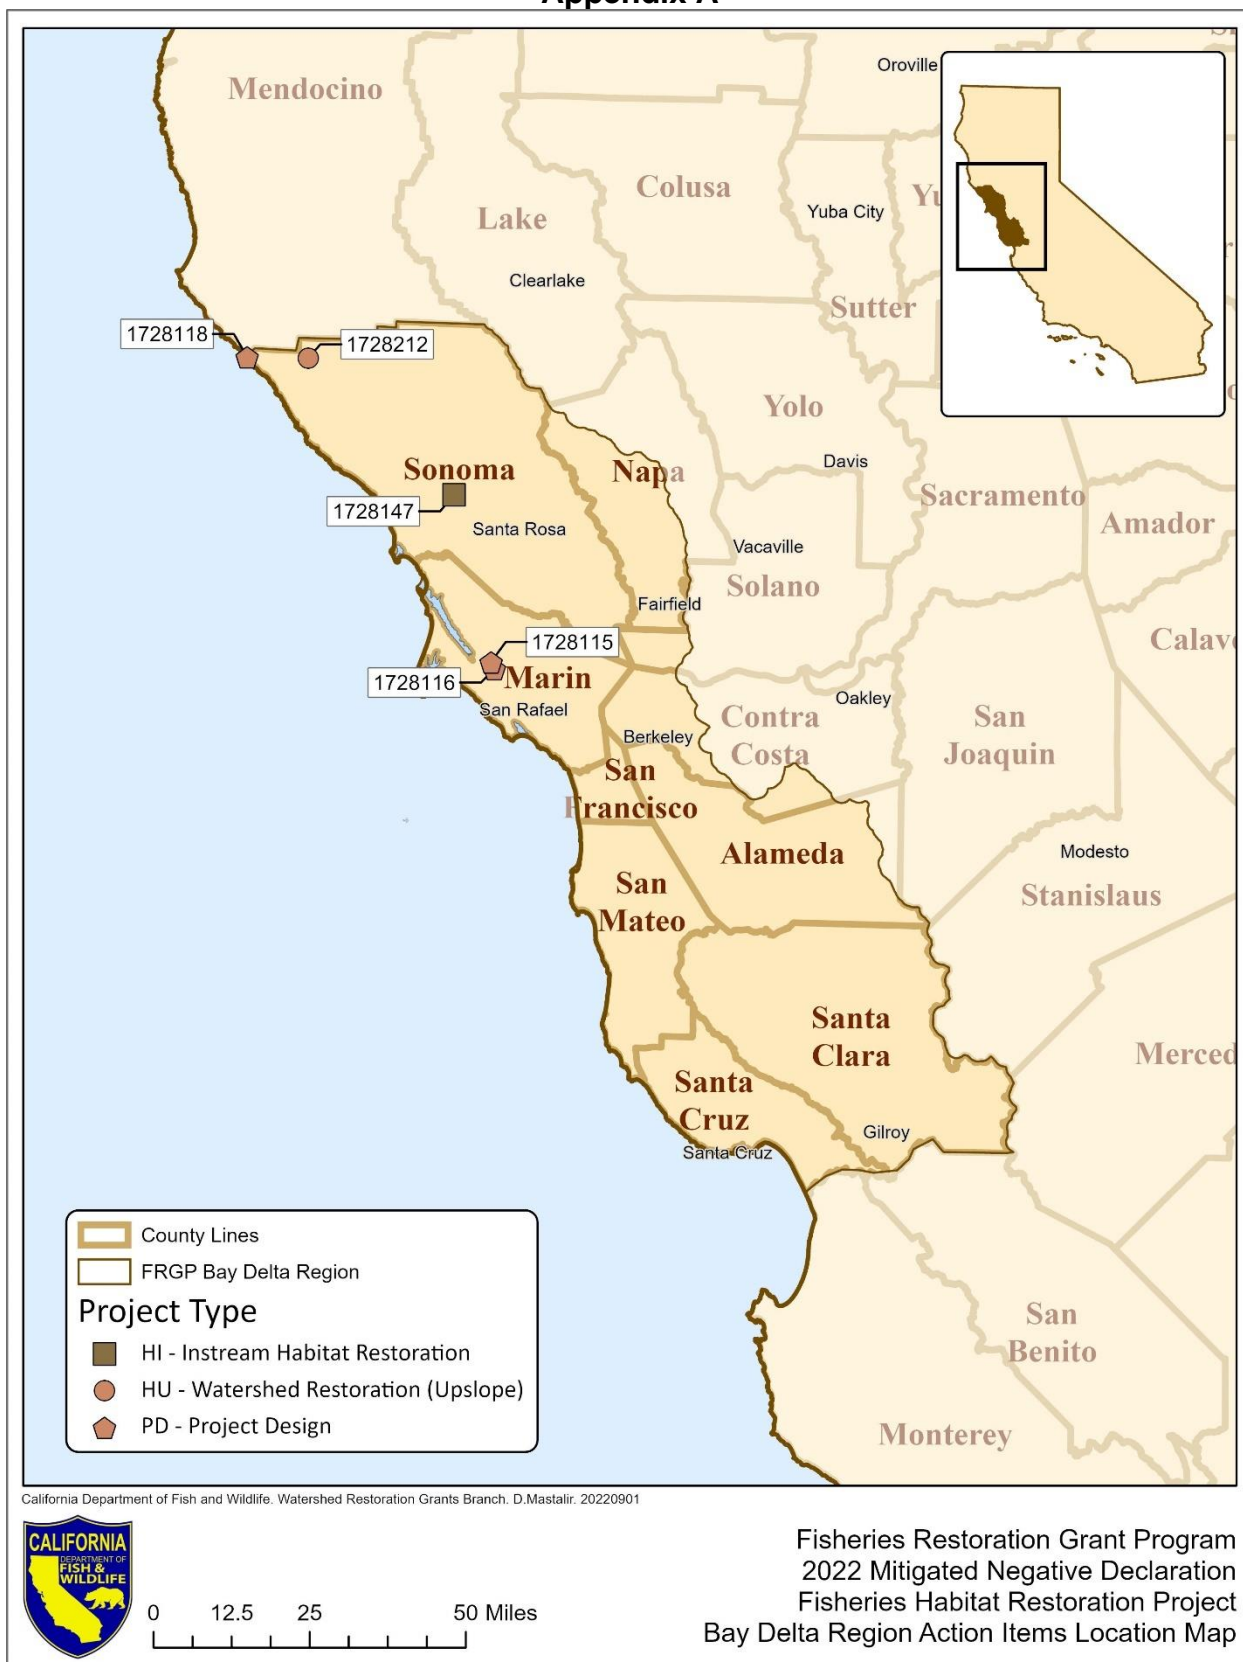 Appendix A
Mendocino
Oroville
Colusa
Lake
Yuba City
Clearlake
Sutter
1728118
1728212
Yolo
Davis
Sonoma
Napa
Sacramento
1728147
Santa Rosa
Amador
Vacaville
Solano
Fairfield
1728115
1728116
Marin
San Rafael
Oakley
Contra
Costa
San
Joaquin
Berkeley
San
Francisco
Alameda
Modesto
Stanislaus
San
Mateo
Santa
Clara
Merced
Santa
Cruz
Gilroy
Santa Cruz
County Lines
FRGP Bay Delta Region
Project Type
HI - Instream Habitat Restoration
HU - Watershed Restoration (Upslope)
PD - Project Design
San
Benito
Monterey
California Department of Fish and Wildlife. Watershed Restoration Grants Branch. D.Mastalir. 20220901
CALIFORNIA
DEPARTMENT OF
FISH &
WILDLIFE
0 12.5 25 50 Miles
Fisheries Restoration Grant Program
2022 Mitigated Negative Declaration
Fisheries Habitat Restoration Project
Bay Delta Region Action Items Location Map